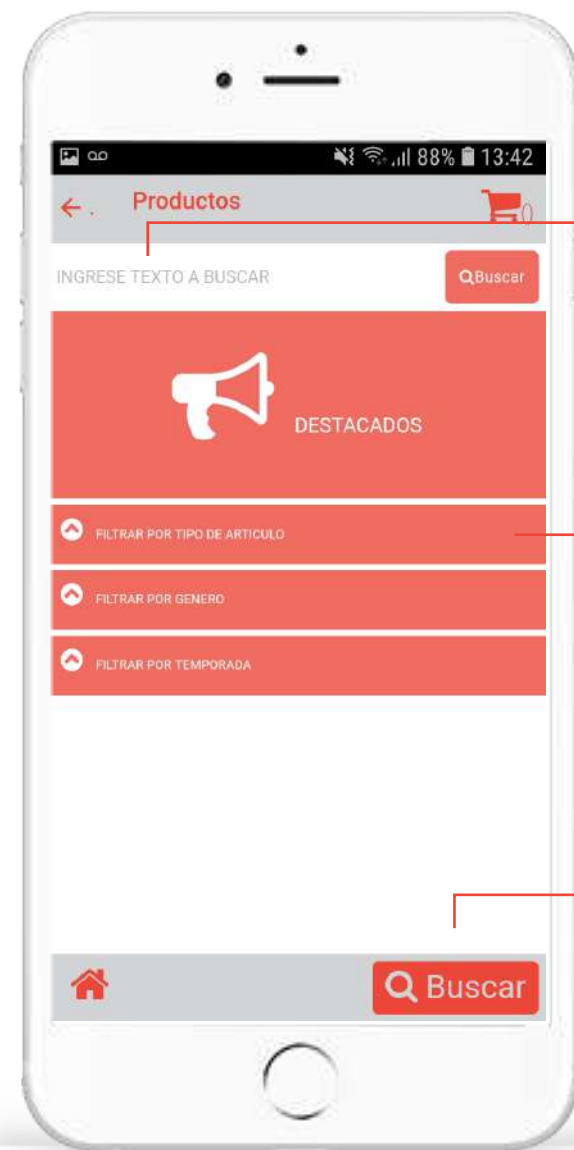 88% 13:42
Productos
0
INGRESE TEXTO A BUSCAR
Buscar
DESTACADOS
FILTRAR POR TIPO DE ARTICULO
FILTRAR POR GENERO
FILTRAR POR TEMPORADA
Buscar